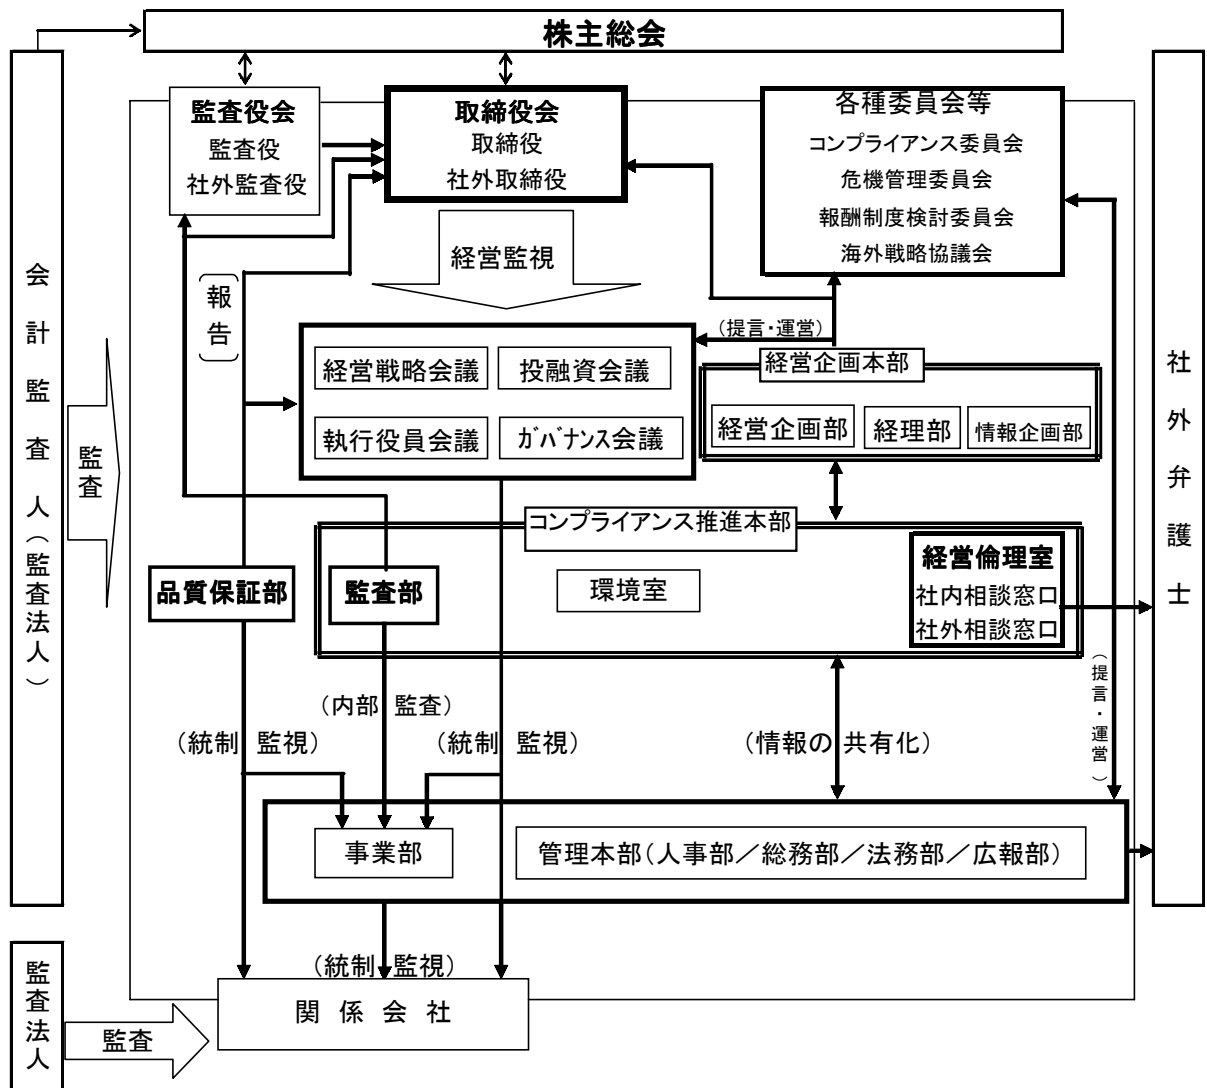 株主総会
監査役会
監査役
社外監査役
取締役会
取締役
社外取締役
各種委員会等
コンプライアンス委員会
危機管理委員会
報酬制度検討委員会
海外戦略協議会
会計監査人(監査法人)
社外弁護士
経営監視
〔報告〕
(提言・運営)
経営戦略会議
投融資会議
執行役員会議
ガバナンス会議
経営企画本部
経営企画部
経理部
情報企画部
監査
コンプライアンス推進本部
品質保証部
監査部
環境室
経営倫理室
社内相談窓口
社外相談窓口
(提言・運営)
(内部 監査)
(統制 監視)
(統制 監視)
(情報の 共有化)
事業部
管理本部(人事部/総務部/法務部/広報部)
(統制 監視)
関係会社
監査法人
監査